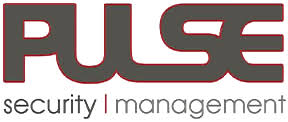 PULSE
security | management